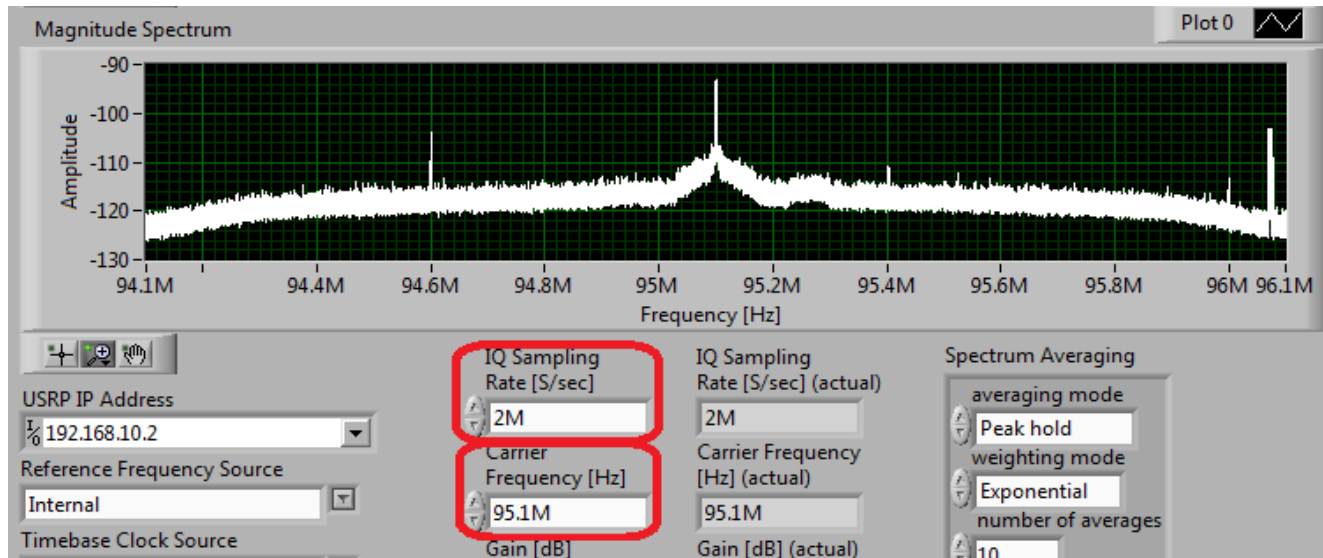 Magnitude Spectrum
Plot 0
-90
-100
-110
-120
-130
Amplitude
94.1M 94.4M 94.6M 94.8M 95M 95.2M 95.4M 95.6M 95.8M 96M 96.1M
Frequency [Hz]
USRP IP Address
192.168.10.2
Reference Frequency Source
Internal
Timebase Clock Source
IQ Sampling
Rate [S/sec]
2M
Carrier
Frequency [Hz]
95.1M
Gain [dB]
IQ Sampling
Rate [S/sec] (actual)
2M
Carrier Frequency
[Hz] (actual)
95.1M
Gain [dB] (actual)
Spectrum Averaging
averaging mode
Peak hold
weighting mode
Exponential
number of averages
10